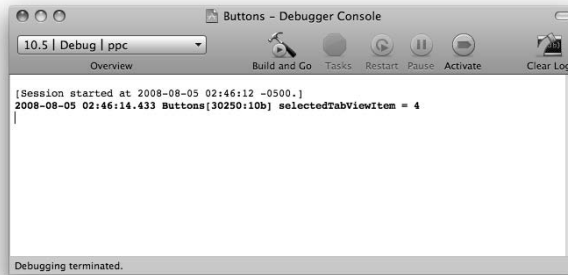 Buttons – Debugger Console
10.5 | Debug | ppc
Overview
Build and Go
Tasks
Restart
Pause
Activate
Clear Log
[Session started at 2008-08-05 02:46:12 -0500.]
2008-08-05 02:46:14.433 Buttons[30250:10b] selectedTabViewItem = 4
Debugging terminated.